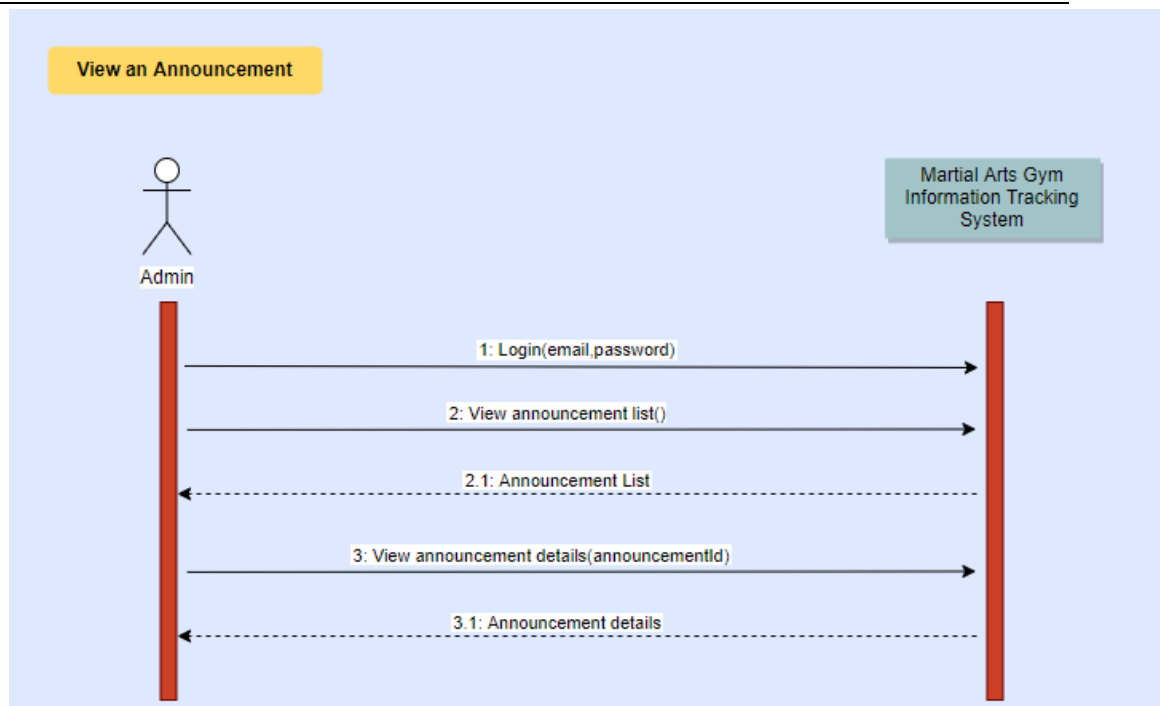 View an Announcement
Martial Arts Gym
Information Tracking
System
Admin
1: Login(email,password)
2: View announcement list()
2.1: Announcement List
3: View announcement details(announcementId)
3.1: Announcement details